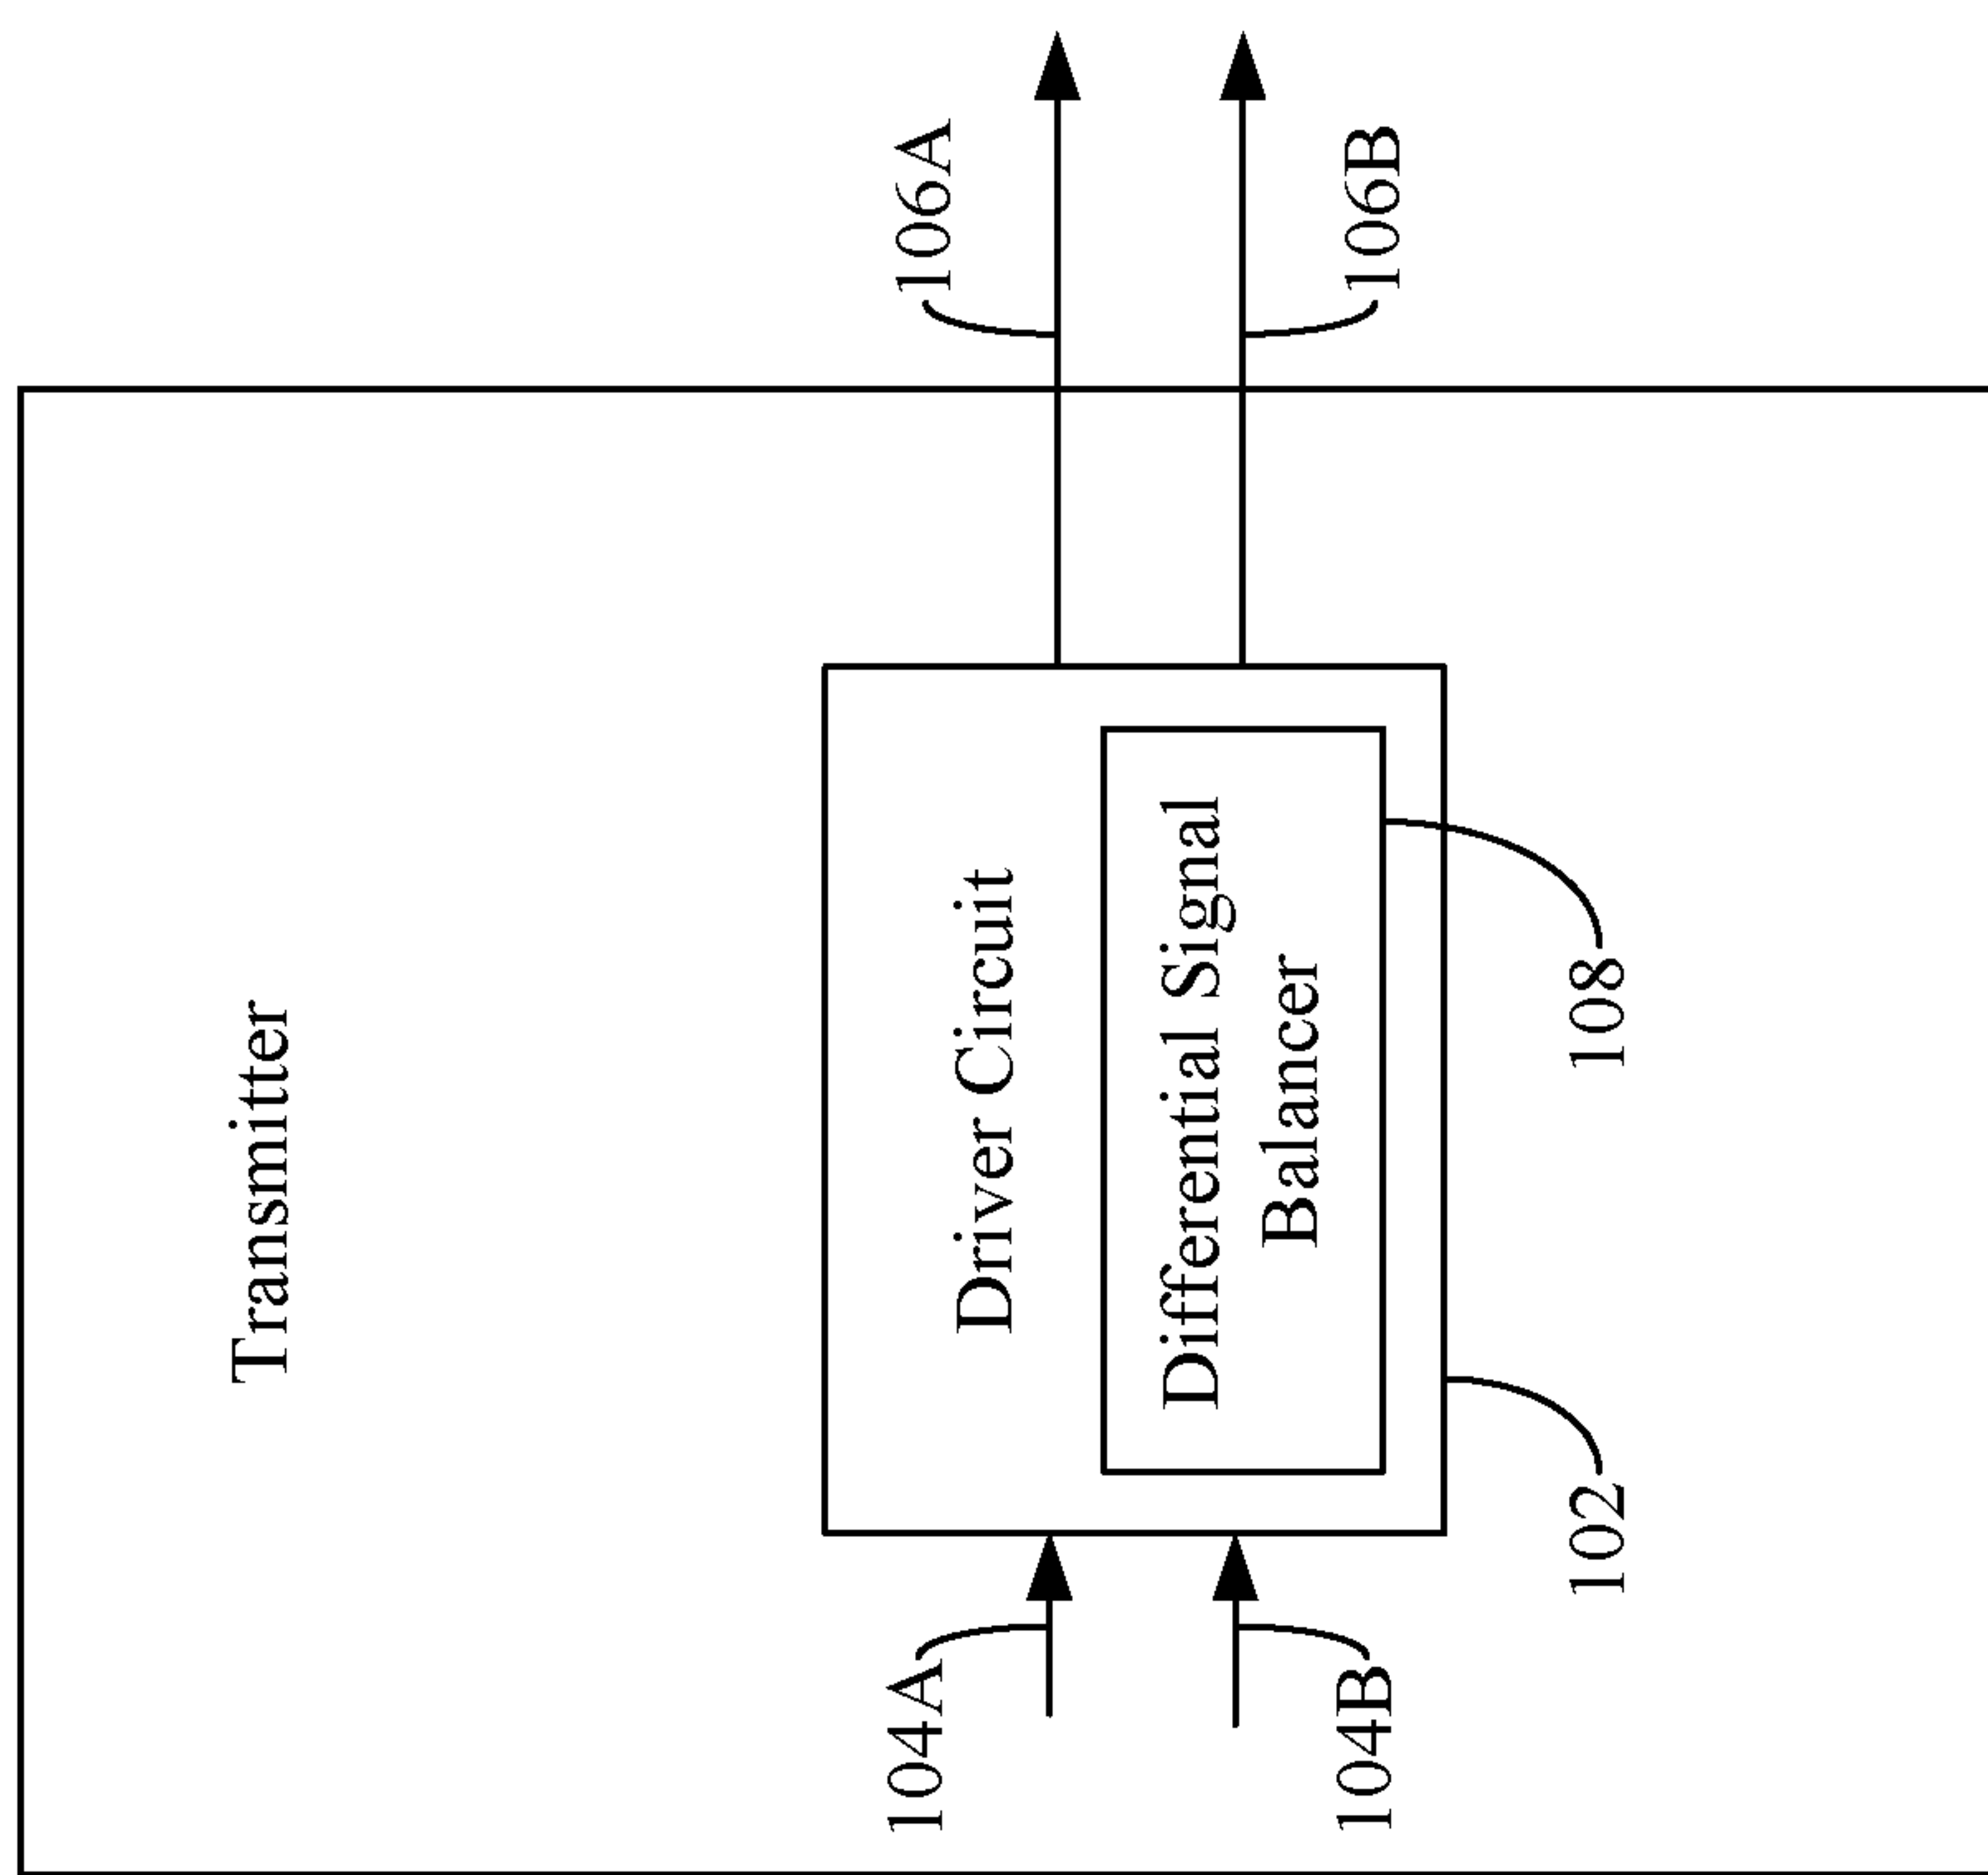 Transmitter
106A
104A
Driver Circuit
Differential Signal
Balancer
106B
104B
102
108